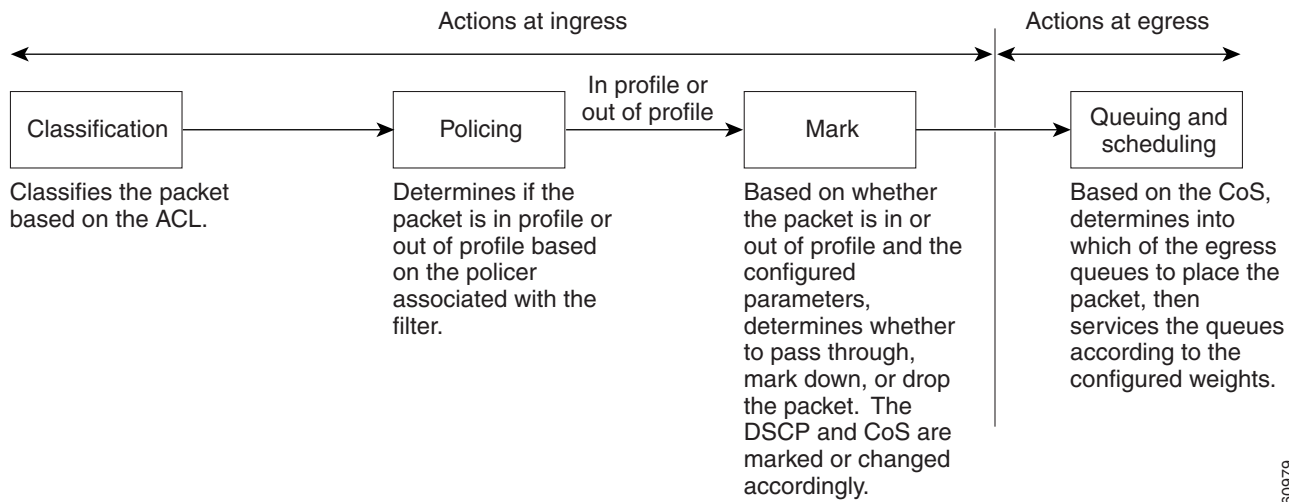 Actions at ingress
Actions at egress
Classification
Policing
In profile or
out of profile
Mark
Queuing and
scheduling
Classifies the packet
based on the ACL.
Determines if the
packet is in profile or
out of profile based
on the policer
associated with the
filter.
Based on whether
the packet is in or
out of profile and the
configured
parameters,
determines whether
to pass through,
mark down, or drop
the packet. The
DSCP and CoS are
marked or changed
accordingly.
Based on the CoS,
determines into
which of the egress
queues to place the
packet, then
services the queues
according to the
configured weights.
60979